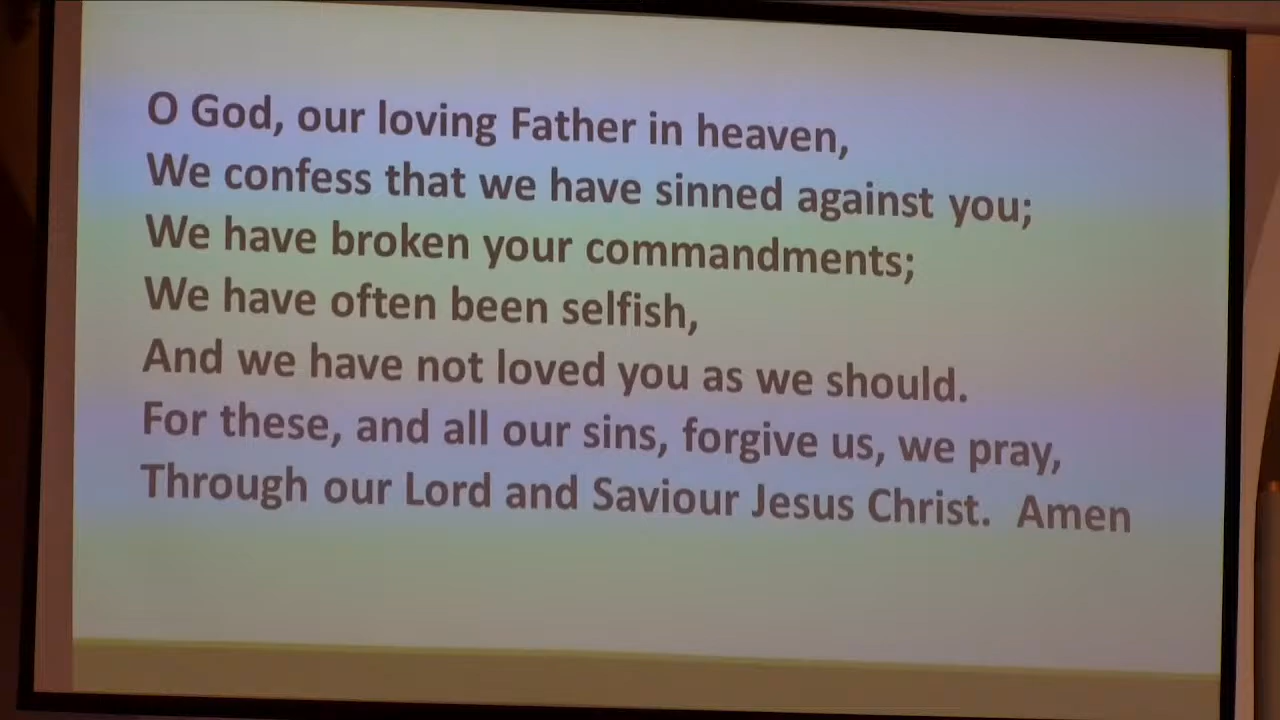 O God, our loving Father in heaven,
We confess that we have sinned against you;
We have broken your commandments;
We have often been selfish,
And we have not loved you as we should.
For these, and all our sins, forgive us, we pray,
Through our Lord and Saviour Jesus Christ.  Amen